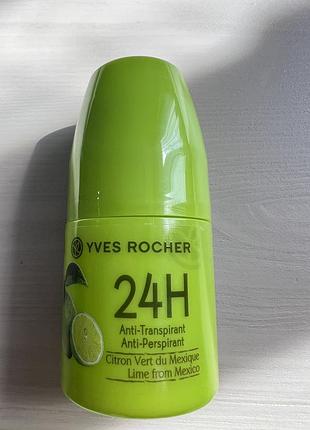 YVES ROCHER
24H
Anti-Transpirant
Anti-Perspirant
Citron Vert du Mexique
Lime from Mexico